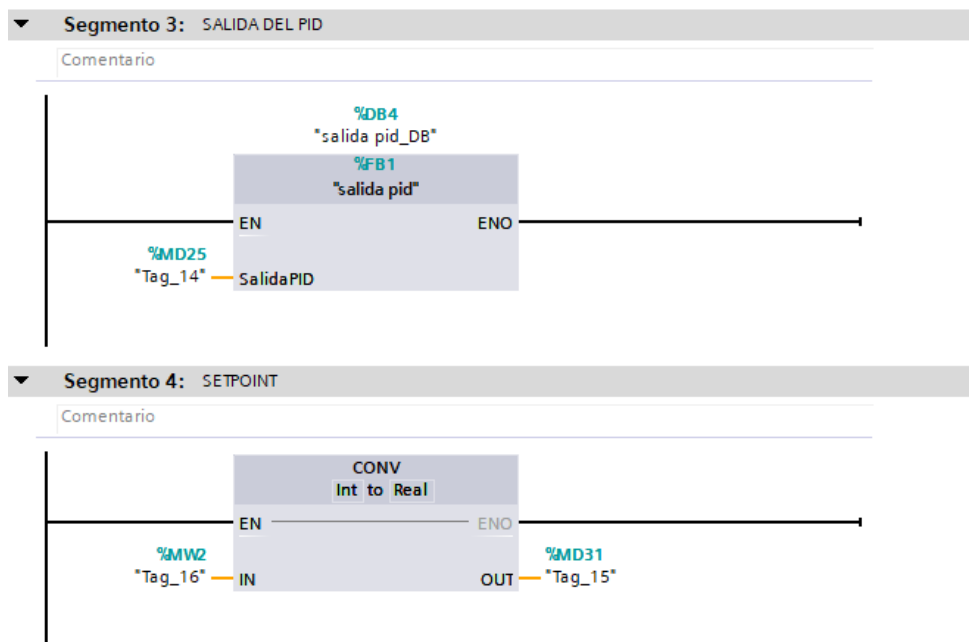 Segmento 3: SALIDA DEL PID
Comentario
%DB4
"salida pid_DB"
%FB1
"salida pid"
EN ENO
%MD25
"Tag_14" SalidaPID
Segmento 4: SETPOINT
Comentario
CONV
Int to Real
EN ENO
%MW2 %MD31
"Tag_16" IN OUT "Tag_15"